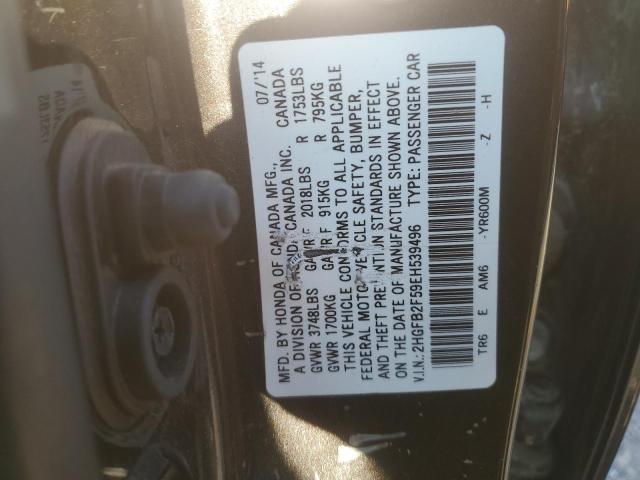 MFD. BY HONDA OF CANADA MFG., 07/'14
A DIVISION OF HONDA CANADA INC. CANADA
GVWR 3748LBS GAWR F 2018LBS R 1753LBS
GVWR 1700KG GAWR F 915KG R 795KG
THIS VEHICLE CONFORMS TO ALL APPLICABLE
FEDERAL MOTOR VEHICLE SAFETY, BUMPER,
AND THEFT PREVENTION STANDARDS IN EFFECT
ON THE DATE OF MANUFACTURE SHOWN ABOVE.
V.I.N.: 2HGFB2F59EH539496 TYPE: PASSENGER CAR
TR6 E AM6 -YR600M -Z -H